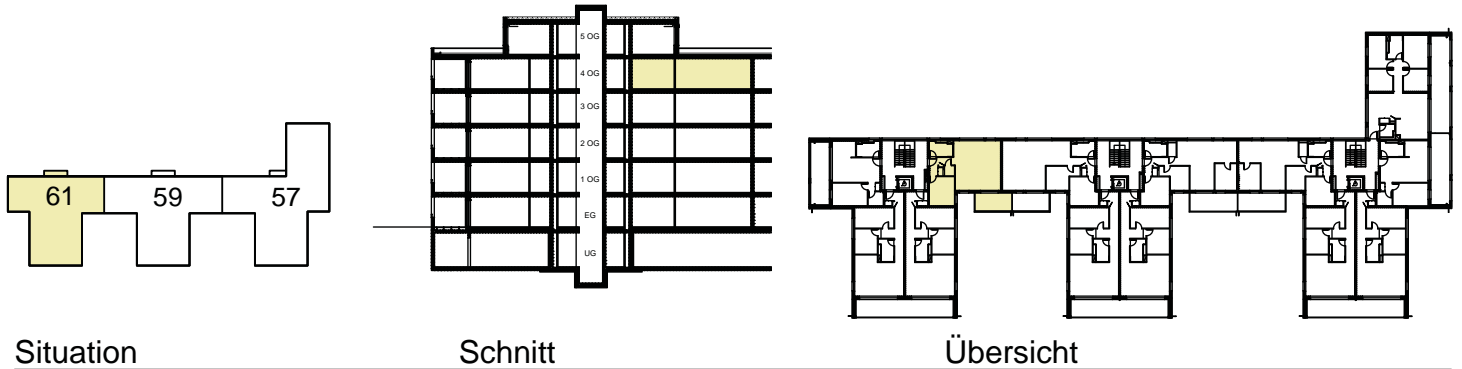 61 59 57
5 OG
4 OG
3 OG
2 OG
1 OG
EG
UG
Situation Schnitt Übersicht